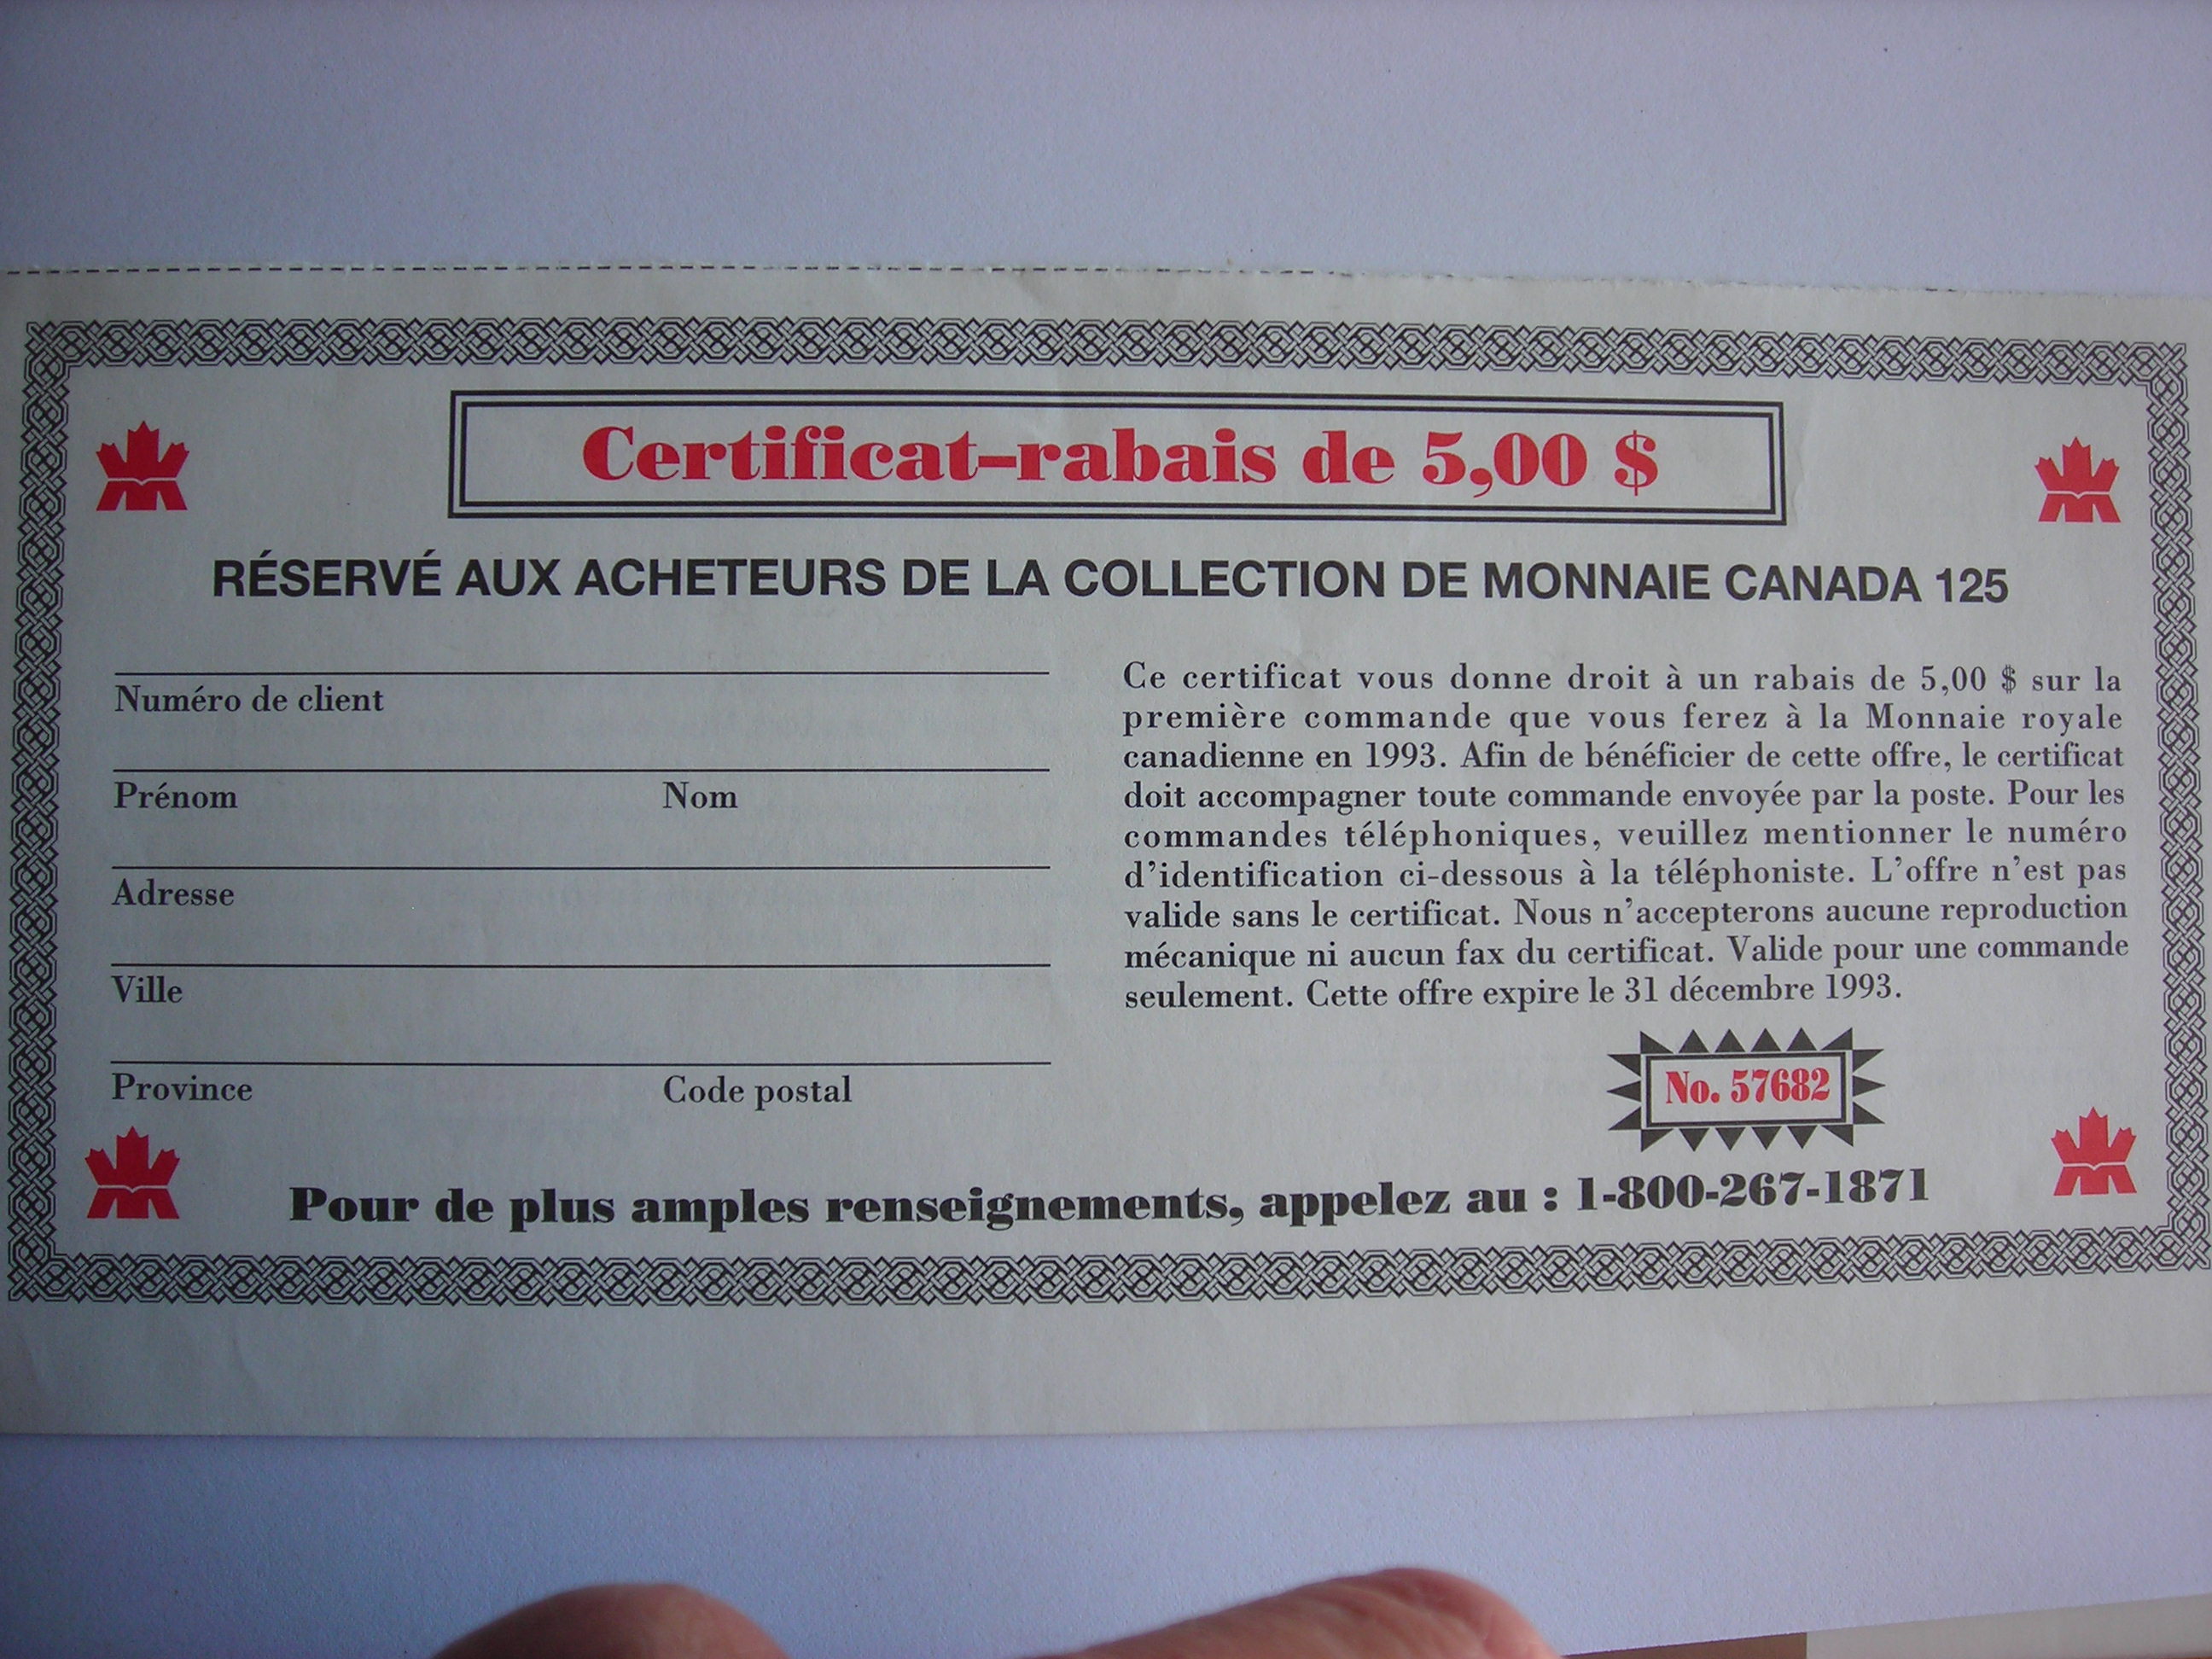 Certificat-rabais de 5,00 $
RÉSERVÉ AUX ACHETEURS DE LA COLLECTION DE MONNAIE CANADA 125
Numéro de client
Prénom Nom
Adresse
Ville
Province Code postal
Ce certificat vous donne droit à un rabais de 5,00 $ sur la
première commande que vous ferez à la Monnaie royale
canadienne en 1993. Afin de bénéficier de cette offre, le certificat
doit accompagner toute commande envoyée par la poste. Pour les
commandes téléphoniques, veuillez mentionner le numéro
d'identification ci-dessous à la téléphoniste. L'offre n'est pas
valide sans le certificat. Nous n'accepterons aucune reproduction
mécanique ni aucun fax du certificat. Valide pour une commande
seulement. Cette offre expire le 31 décembre 1993.
No. 57682
Pour de plus amples renseignements, appelez au : 1-800-267-1871